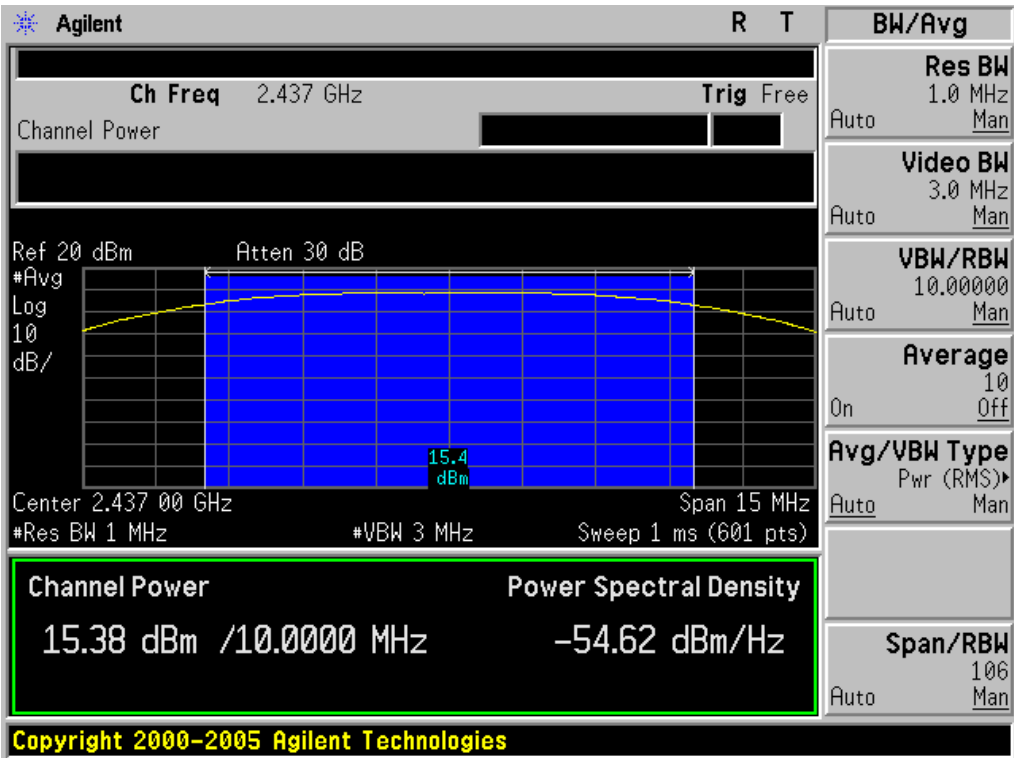 Agilent R T
Ch Freq 2.437 GHz Trig Free
Channel Power
Ref 20 dBm Atten 30 dB
#Avg
Log
10
dB/
15.4
dBm
Center 2.437 00 GHz Span 15 MHz
#Res BW 1 MHz #VBW 3 MHz Sweep 1 ms (601 pts)
Channel Power Power Spectral Density
15.38 dBm /10.0000 MHz -54.62 dBm/Hz
BW/Avg
Res BW
1.0 MHz
Auto Man
Video BW
3.0 MHz
Auto Man
VBW/RBW
10.00000
Auto Man
Average
10
On Off
Avg/VBW Type
Pwr (RMS)▸
Auto Man
Span/RBW
106
Auto Man
Copyright 2000-2005 Agilent Technologies